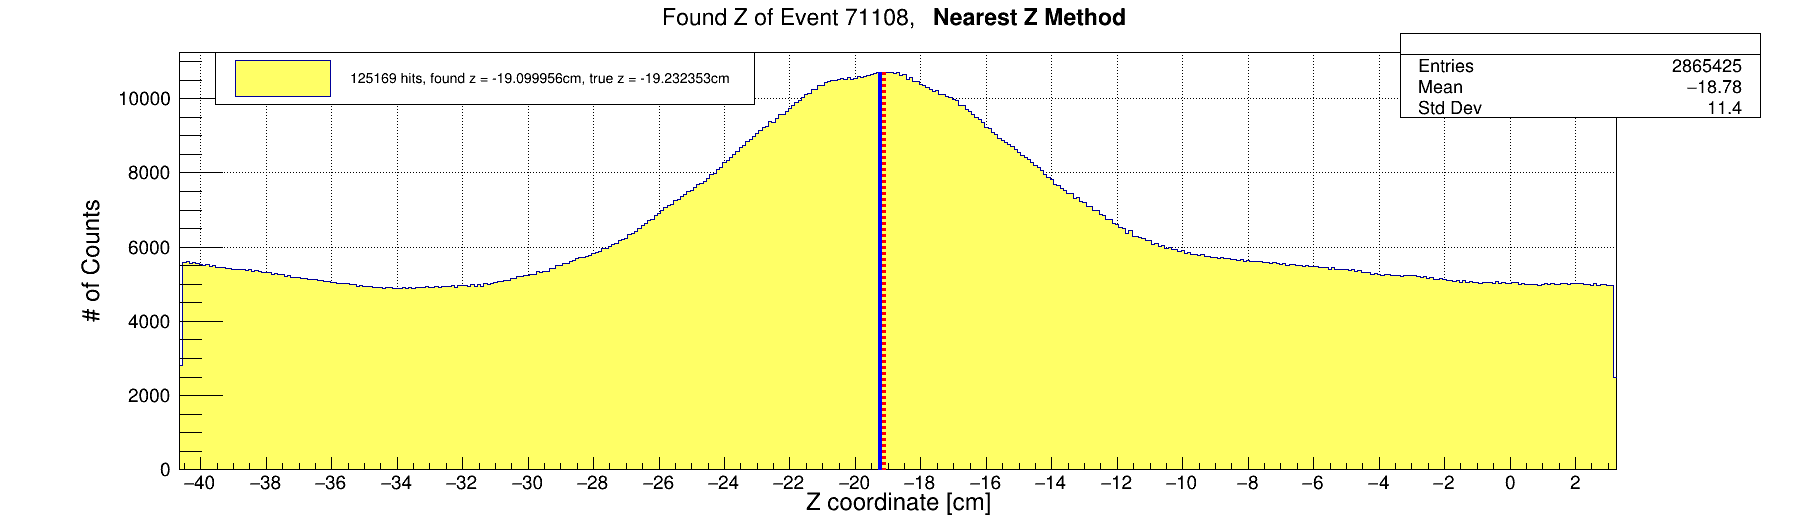 Found Z of Event 71108, Nearest Z Method
125169 hits, found z = -19.099956cm, true z = -19.232353cm
Entries 2865425
Mean −18.78
Std Dev 11.4
10000
8000
6000
4000
2000
0
# of Counts
−40 −38 −36 −34 −32 −30 −28 −26 −24 −22 −20 −18 −16 −14 −12 −10 −8 −6 −4 −2 0 2
Z coordinate [cm]